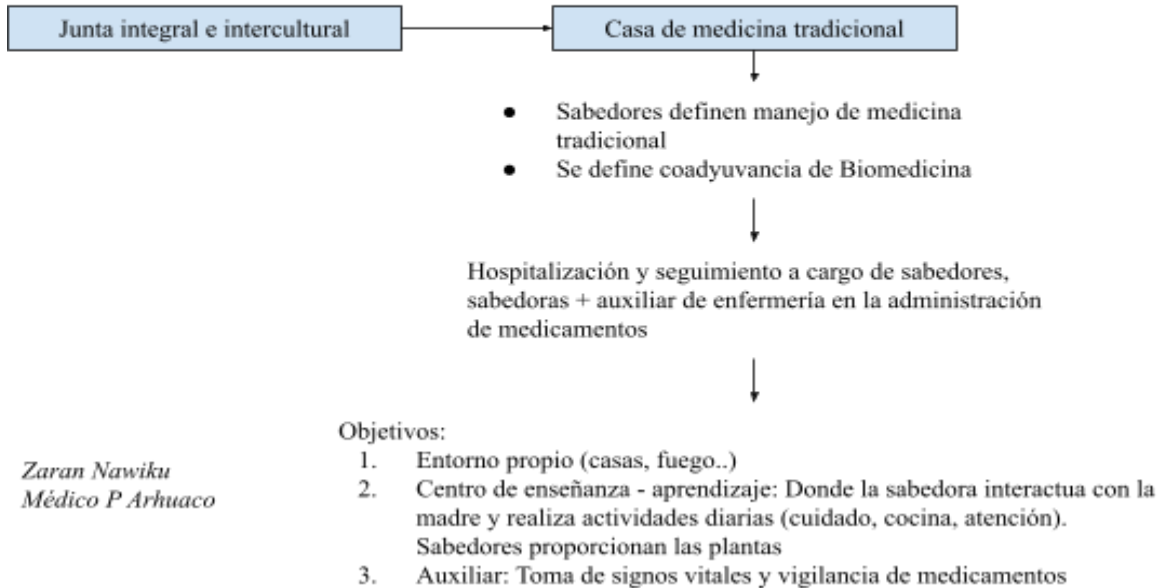 Junta integral e intercultural
Casa de medicina tradicional
● Sabedores definen manejo de medicina
tradicional
● Se define coadyuvancia de Biomedicina
Hospitalización y seguimiento a cargo de sabedores,
sabedoras + auxiliar de enfermería en la administración
de medicamentos
Objetivos:
1. Entorno propio (casas, fuego..)
2. Centro de enseñanza - aprendizaje: Donde la sabedora interactua con la
madre y realiza actividades diarias (cuidado, cocina, atención).
Sabedores proporcionan las plantas
3. Auxiliar: Toma de signos vitales y vigilancia de medicamentos
Zaran Nawiku
Médico P Arhuaco